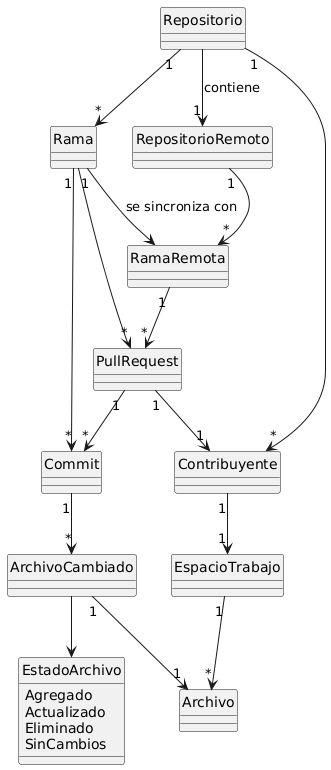 Repositorio
1
1
1
contiene
*
1
Rama
RepositorioRemoto
1
1
1
se sincroniza con
*
RamaRemota
1
*
*
PullRequest
1
1
*
*
1
*
Commit
Contribuyente
1
1
*
1
ArchivoCambiado
EspacioTrabajo
1
1
EstadoArchivo
Agregado
Actualizado
Eliminado
SinCambios
1
*
Archivo